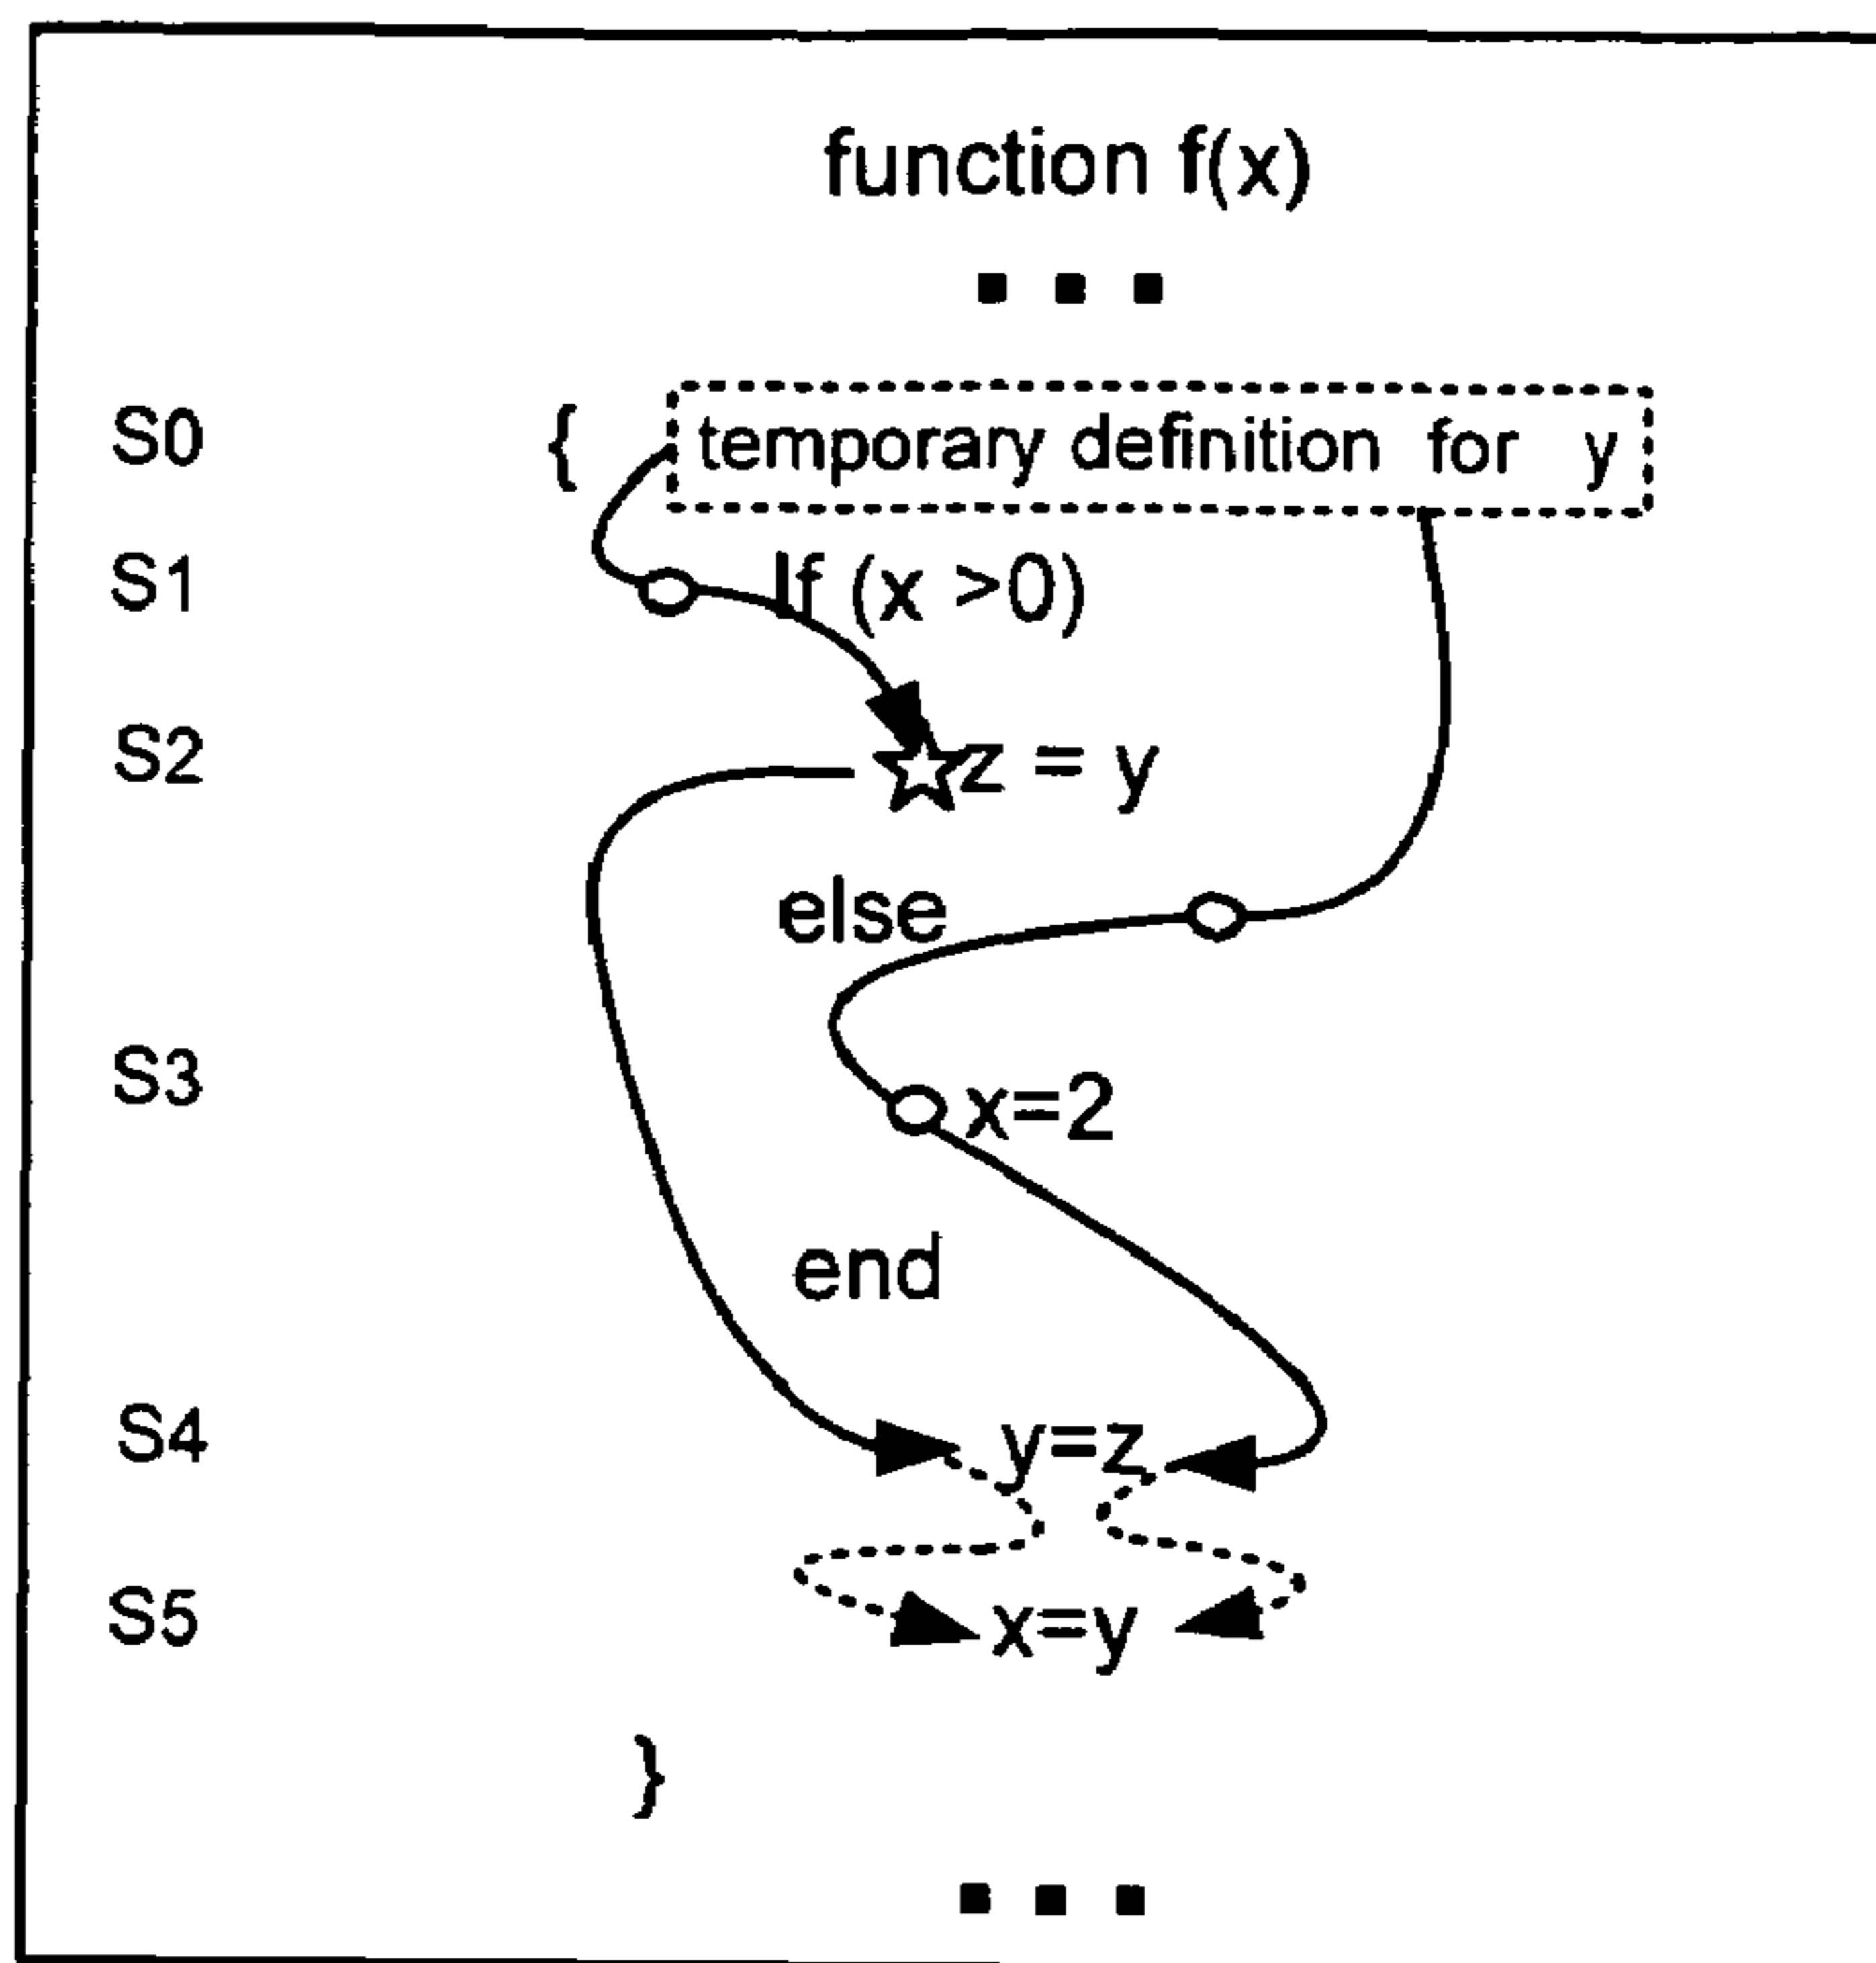 function f(x)
S0 { temporary definition for y
S1 If (x >0)
S2 z = y
else
S3 x=2
end
S4 y=z
S5 x=y
}